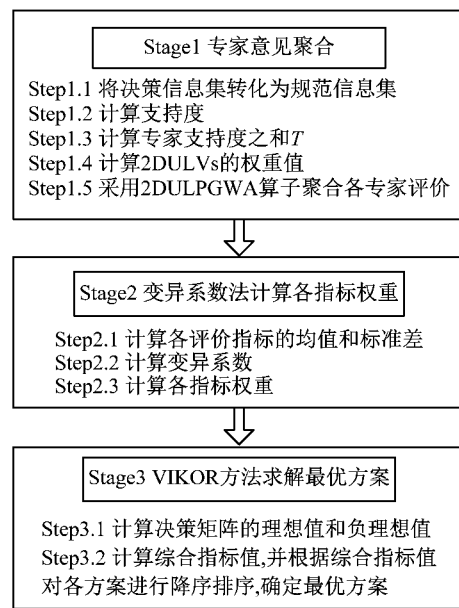 Stage1 专家意见聚合
Step1.1 将决策信息集转化为规范信息集
Step1.2 计算支持度
Step1.3 计算专家支持度之和T
Step1.4 计算2DULVs的权重值
Step1.5 采用2DULPGWA算子聚合各专家评价
Stage2 变异系数法计算各指标权重
Step2.1 计算各评价指标的均值和标准差
Step2.2 计算变异系数
Step2.3 计算各指标权重
Stage3 VIKOR方法求解最优方案
Step3.1 计算决策矩阵的理想值和负理想值
Step3.2 计算综合指标值,并根据综合指标值
对各方案进行降序排序,确定最优方案